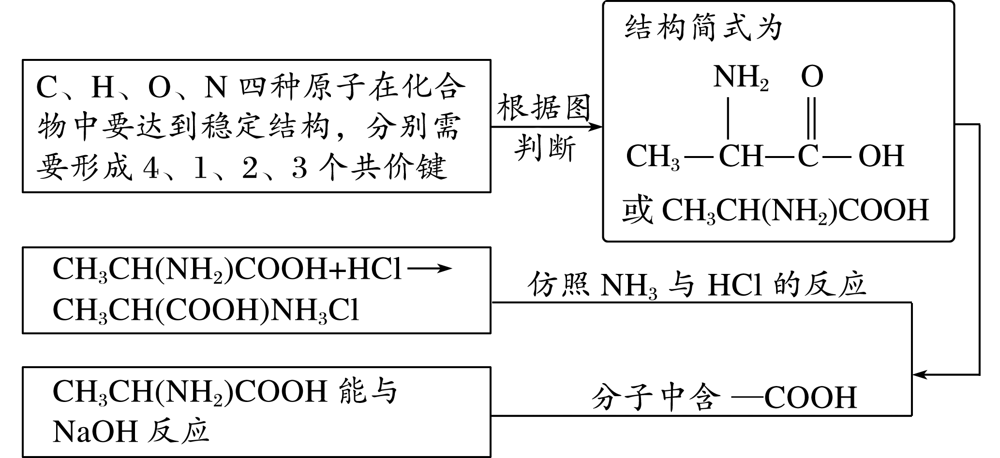 C、H、O、N 四种原子在化合
物中要达到稳定结构，分别需
要形成 4、1、2、3 个共价键
根据图
判断
结构简式为
NH₂ O
CH₃—CH—C—OH
或 CH₃CH(NH₂)COOH
CH₃CH(NH₂)COOH+HCl⟶
CH₃CH(COOH)NH₃Cl
仿照 NH₃ 与 HCl 的反应
CH₃CH(NH₂)COOH 能与
NaOH 反应
分子中含 —COOH